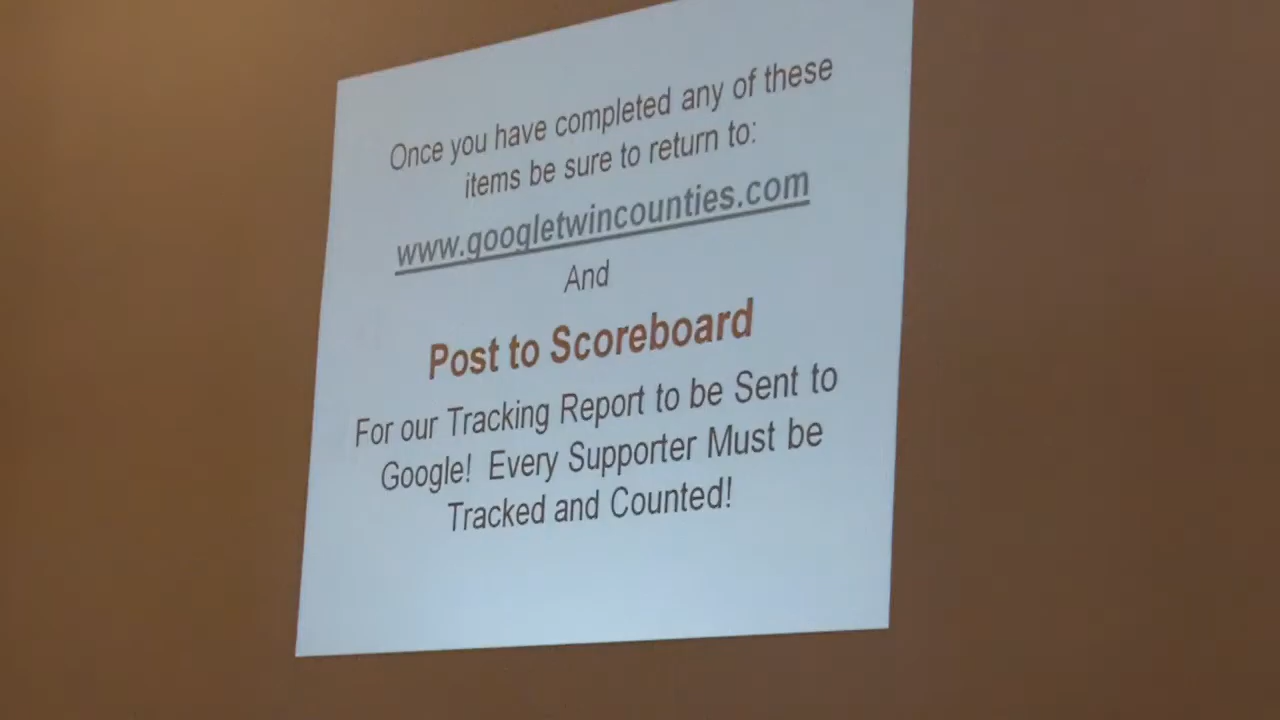 Once you have completed any of these
items be sure to return to:
www.googletwincounties.com
And
Post to Scoreboard
For our Tracking Report to be Sent to
Google! Every Supporter Must be
Tracked and Counted!